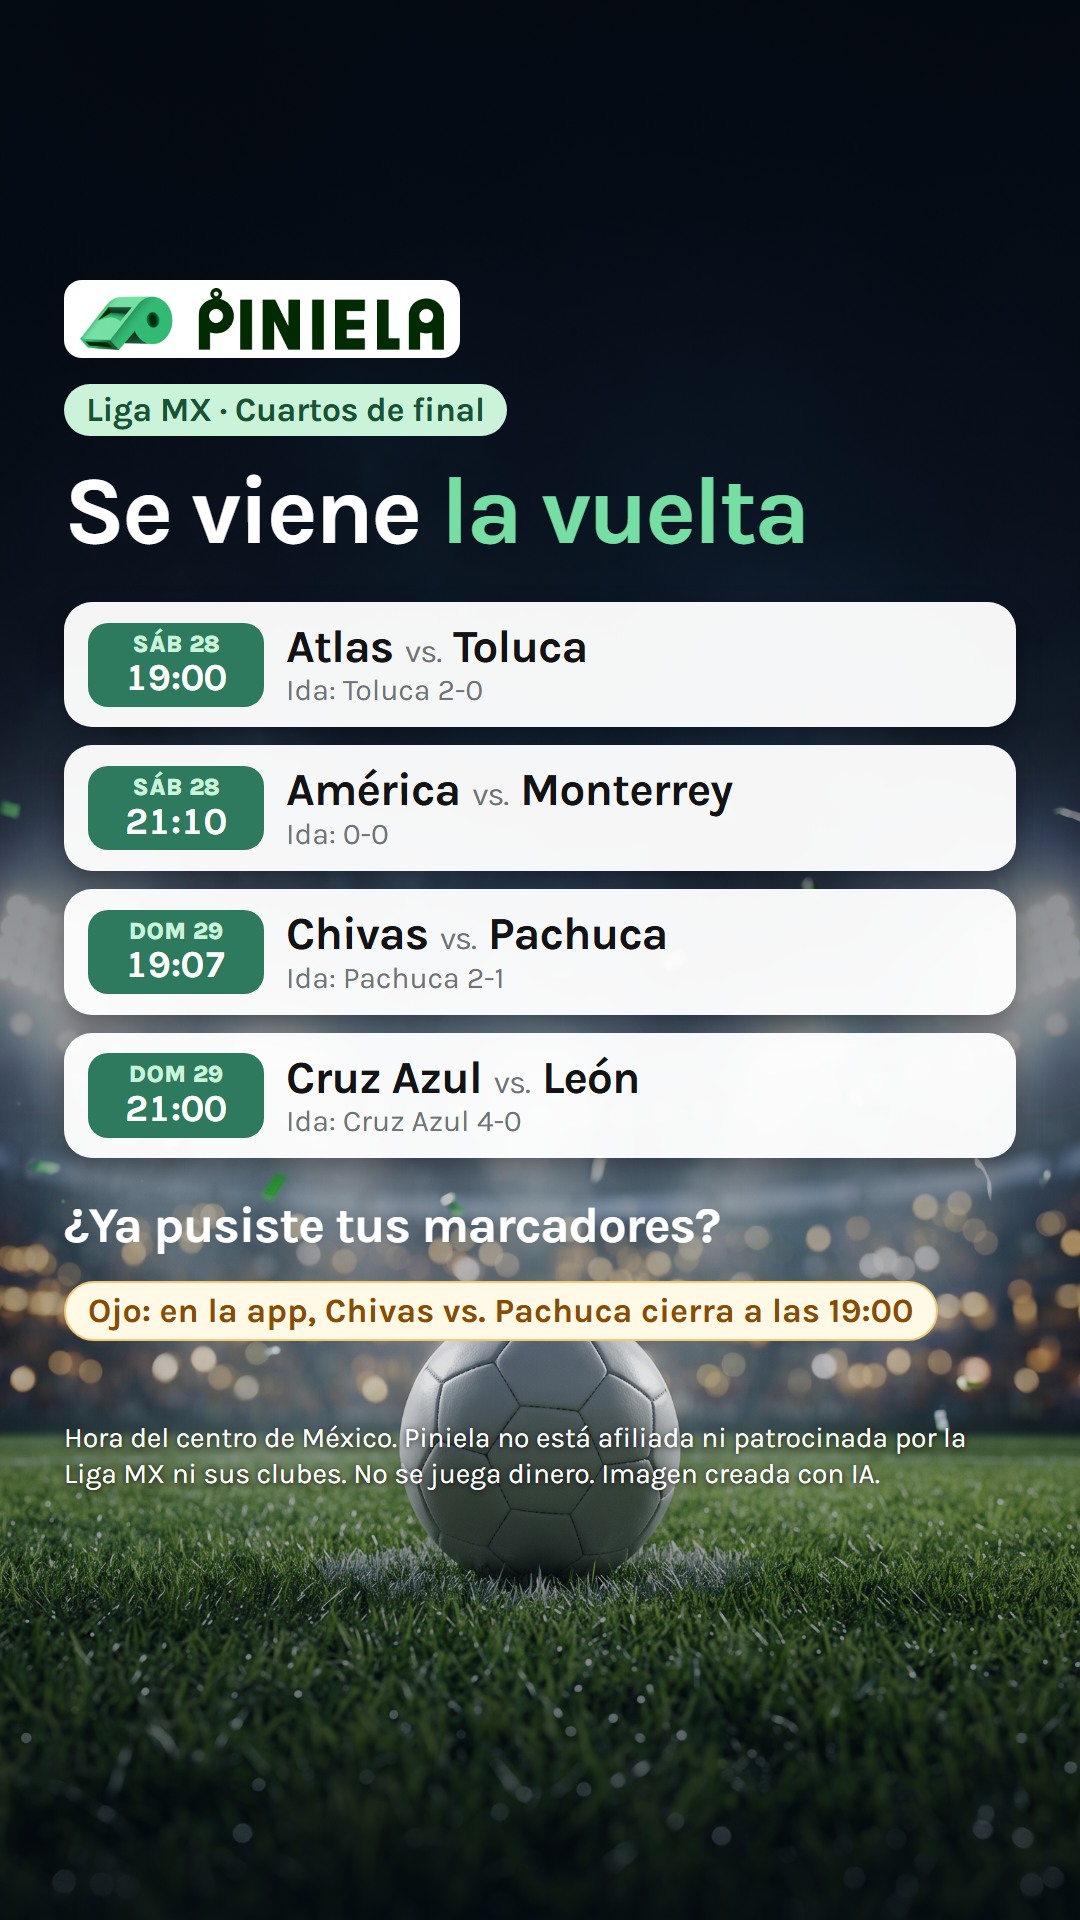 PINIELA
Liga MX · Cuartos de final
Se viene la vuelta
SÁB 28
19:00
Atlas vs. Toluca
Ida: Toluca 2-0
SÁB 28
21:10
América vs. Monterrey
Ida: 0-0
DOM 29
19:07
Chivas vs. Pachuca
Ida: Pachuca 2-1
DOM 29
21:00
Cruz Azul vs. León
Ida: Cruz Azul 4-0
¿Ya pusiste tus marcadores?
Ojo: en la app, Chivas vs. Pachuca cierra a las 19:00
Hora del centro de México. Piniela no está afiliada ni patrocinada por la
Liga MX ni sus clubes. No se juega dinero. Imagen creada con IA.